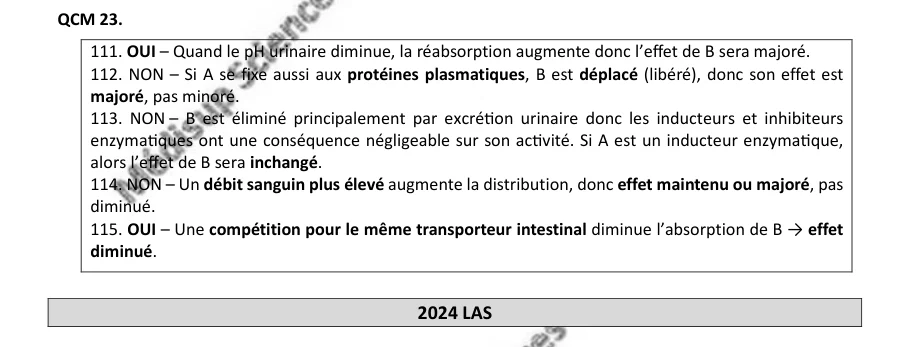 QCM 23.
111. OUI – Quand le pH urinaire diminue, la réabsorption augmente donc l'effet de B sera majoré.
112. NON – Si A se fixe aussi aux protéines plasmatiques, B est déplacé (libéré), donc son effet est
majoré, pas minoré.
113. NON – B est éliminé principalement par excrétion urinaire donc les inducteurs et inhibiteurs
enzymatiques ont une conséquence négligeable sur son activité. Si A est un inducteur enzymatique,
alors l'effet de B sera inchangé.
114. NON – Un débit sanguin plus élevé augmente la distribution, donc effet maintenu ou majoré, pas
diminué.
115. OUI – Une compétition pour le même transporteur intestinal diminue l'absorption de B → effet
diminué.
2024 LAS
Médisup Sciences